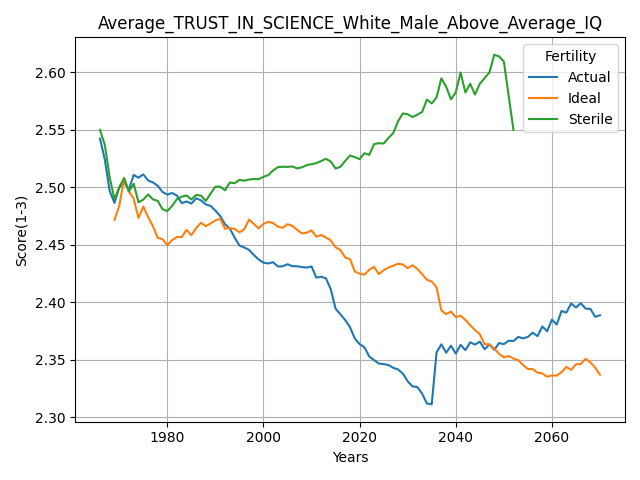 Average_TRUST_IN_SCIENCE_White_Male_Above_Average_IQ
Score(1-3)
2.60
2.55
2.50
2.45
2.40
2.35
2.30
Fertility
Actual
Ideal
Sterile
1980 2000 2020 2040 2060
Years